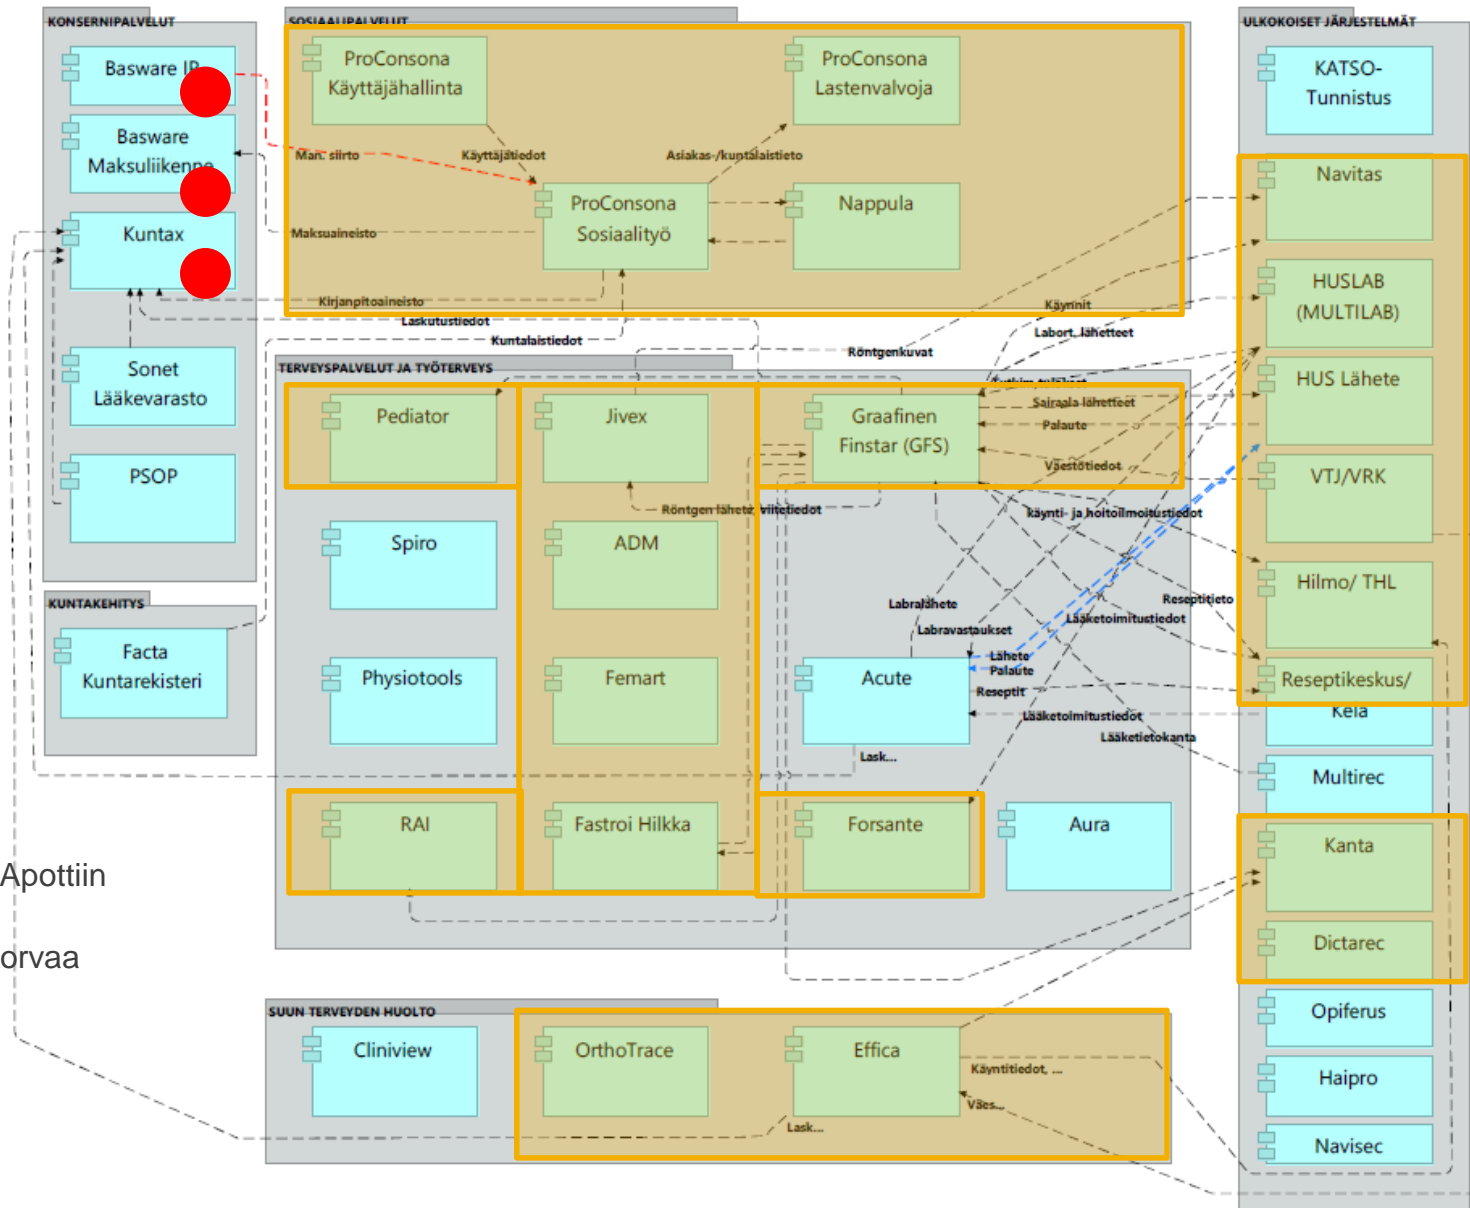 KONSERNIPALVELUT
Basware IP
Basware
Maksuliikenne
Kuntax
Sonet
Lääkevarasto
PSOP
KUNTAKEHITYS
Facta
Kuntarekisteri
Apottiin
orvaa
SOSIAALIPALVELUT
ProConsona
Käyttäjähallinta
ProConsona
Lastenvalvoja
Man. siirto
Käyttäjätiedot
Asiakas-/kuntalaistieto
ProConsona
Sosiaalityö
Nappula
Maksuaineisto
Kirjanpitoaineisto
Laskutustiedot
Kuntalaistiedot
Röntgenkuvat
Käynnit
Labort. lähetteet
TERVEYSPALVELUT JA TYÖTERVEYS
Pediator
Jivex
Graafinen
Finstar (GFS)
Sairaala lähetteet
Palaute
Väestötiedot
Röntgen lähete/viitetiedot
käynti- ja hoitoilmoitustiedot
Spiro
ADM
Labralähete
Reseptitieto
Lääketoimitustiedot
Labravastaukset
Physiotools
Femart
Acute
Lähete
Palaute
Reseptit
Lääketoimitustiedot
Lääketietokanta
Lask...
RAI
Fastroi Hilkka
Forsante
Aura
SUUN TERVEYDEN HUOLTO
Cliniview
OrthoTrace
Effica
Käyntitiedot, ...
Väes...
Lask...
ULKOKOISET JÄRJESTELMÄT
KATSO-
Tunnistus
Navitas
HUSLAB
(MULTILAB)
HUS Lähete
VTJ/VRK
Hilmo/ THL
Reseptikeskus/
Kela
Multirec
Kanta
Dictarec
Opiferus
Haipro
Navisec